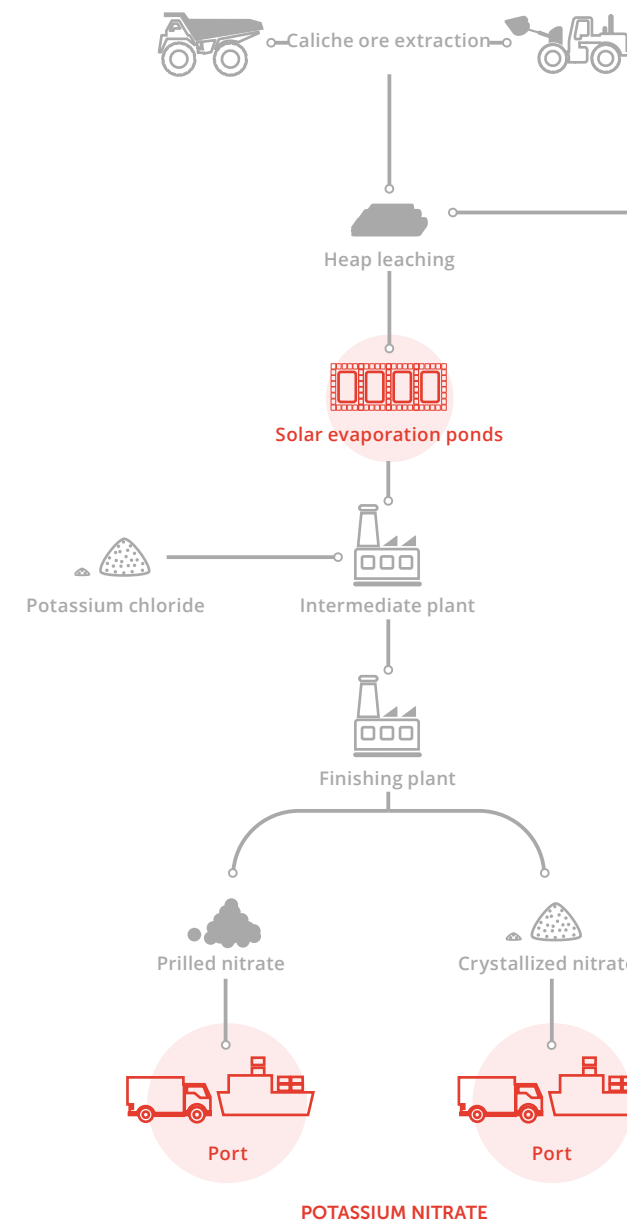 Caliche ore extraction
Heap leaching
Solar evaporation ponds
Potassium chloride
Intermediate plant
Finishing plant
Prilled nitrate
Crystallized nitrate
Port
Port
POTASSIUM NITRATE